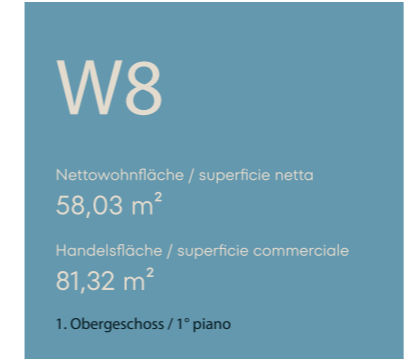 W8
Nettowohnfläche / superficie netta
58,03 m²
Handelsfläche / superficie commerciale
81,32 m²
1. Obergeschoss / 1° piano